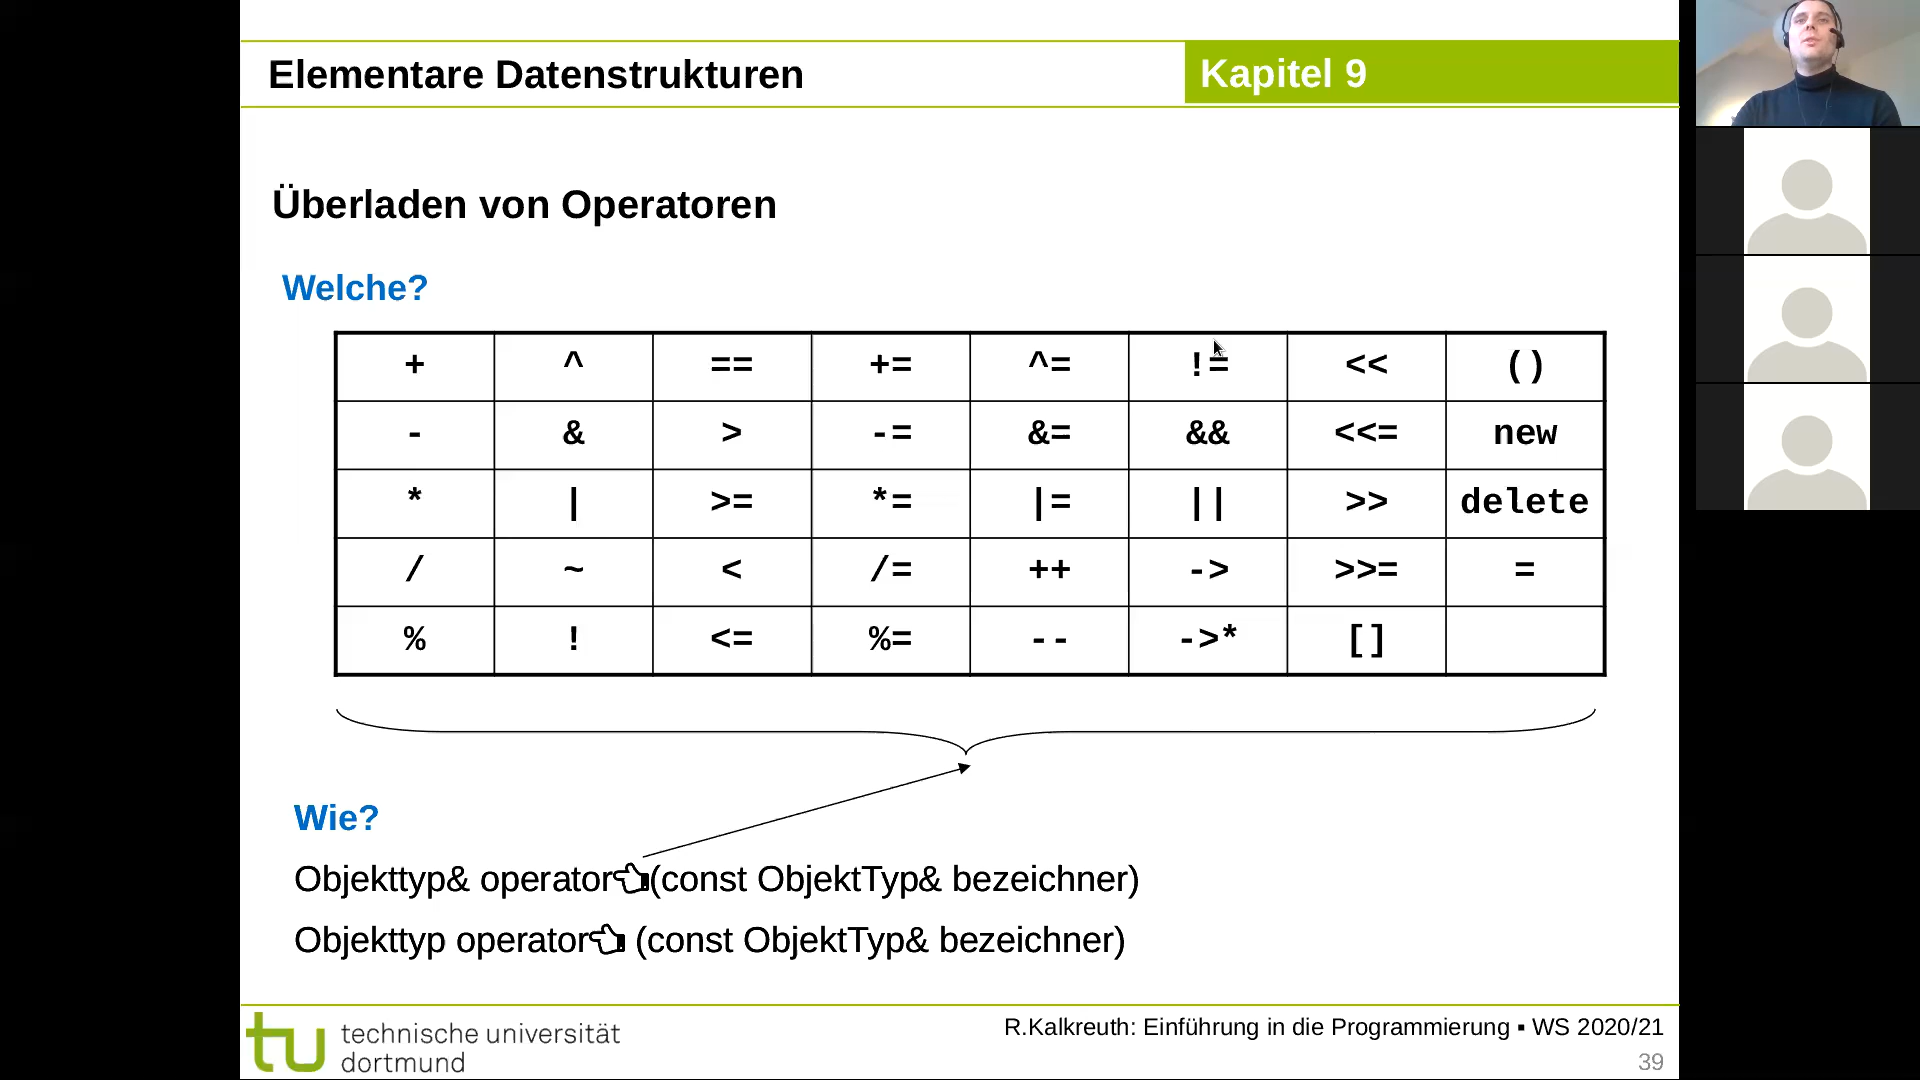 Elementare Datenstrukturen
Kapitel 9
Überladen von Operatoren
Welche?
+ ^ == += ^= != << ()
- & > -= &= && <<= new
* | >= *= |= || >> delete
/ ~ < /= ++ -> >>= =
% ! <= %= -- ->* []
Wie?
Objekttyp& operator👈(const ObjektTyp& bezeichner)
Objekttyp operator👈 (const ObjektTyp& bezeichner)
tu technische universität
dortmund
R.Kalkreuth: Einführung in die Programmierung ▪ WS 2020/21
39